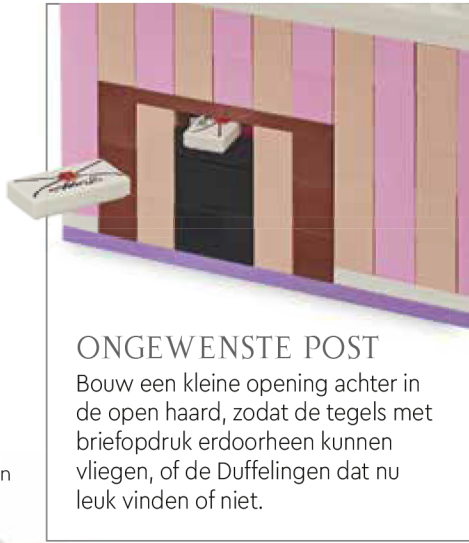 ONGEWENSTE POST
Bouw een kleine opening achter in
de open haard, zodat de tegels met
briefopdruk erdoorheen kunnen
vliegen, of de Duffelingen dat nu
leuk vinden of niet.
n